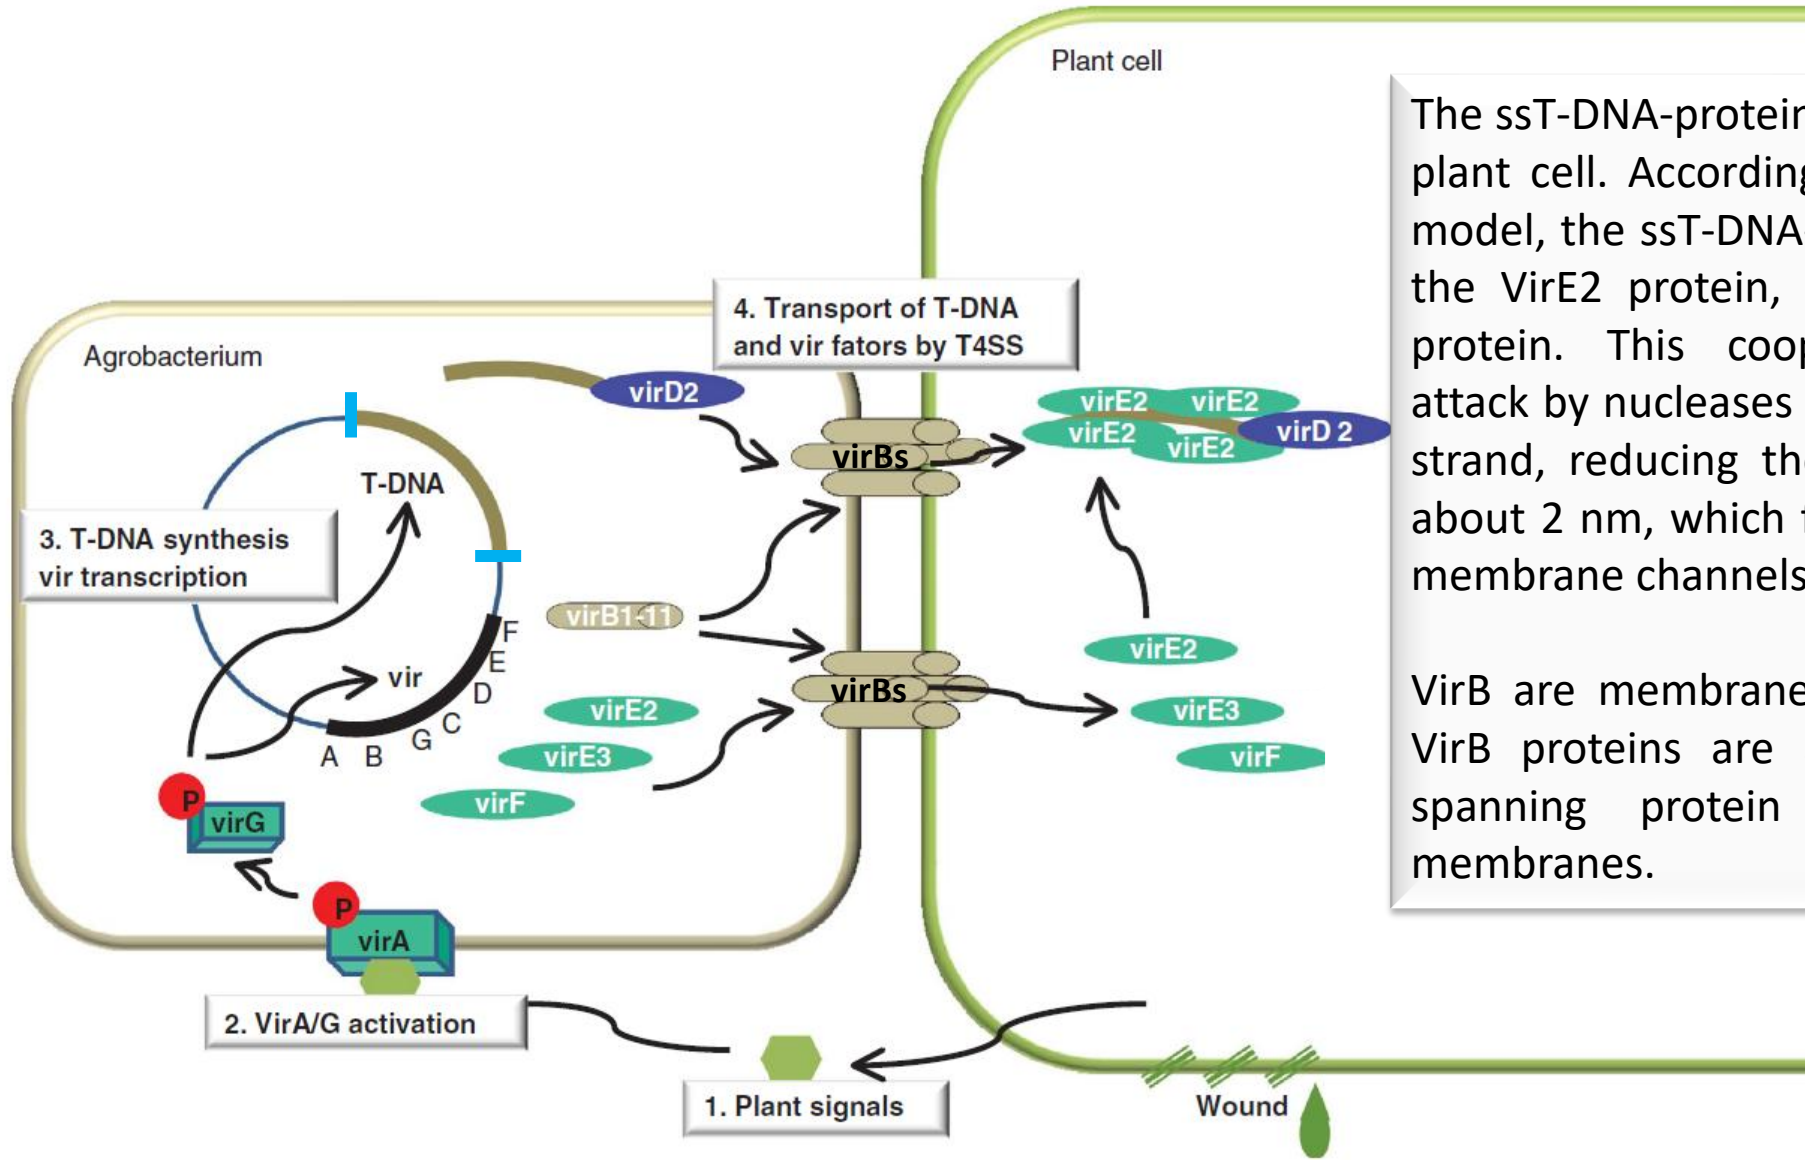 Plant cell
The ssT-DNA-protein
plant cell. According
model, the ssT-DNA-
the VirE2 protein,
protein. This coop
attack by nucleases
strand, reducing the
about 2 nm, which f
membrane channels
VirB are membrane
VirB proteins are
spanning protein
membranes.
4. Transport of T-DNA
and vir fators by T4SS
Agrobacterium
virD2
virE2 virE2
virE2 virE2 virD 2
virBs
T-DNA
3. T-DNA synthesis
vir transcription
virB1-11
F
E
D
C
G
B
A
vir
virE2
virBs
virE2
virE3
virE3
virF
virF
P
virG
P
virA
2. VirA/G activation
1. Plant signals
Wound